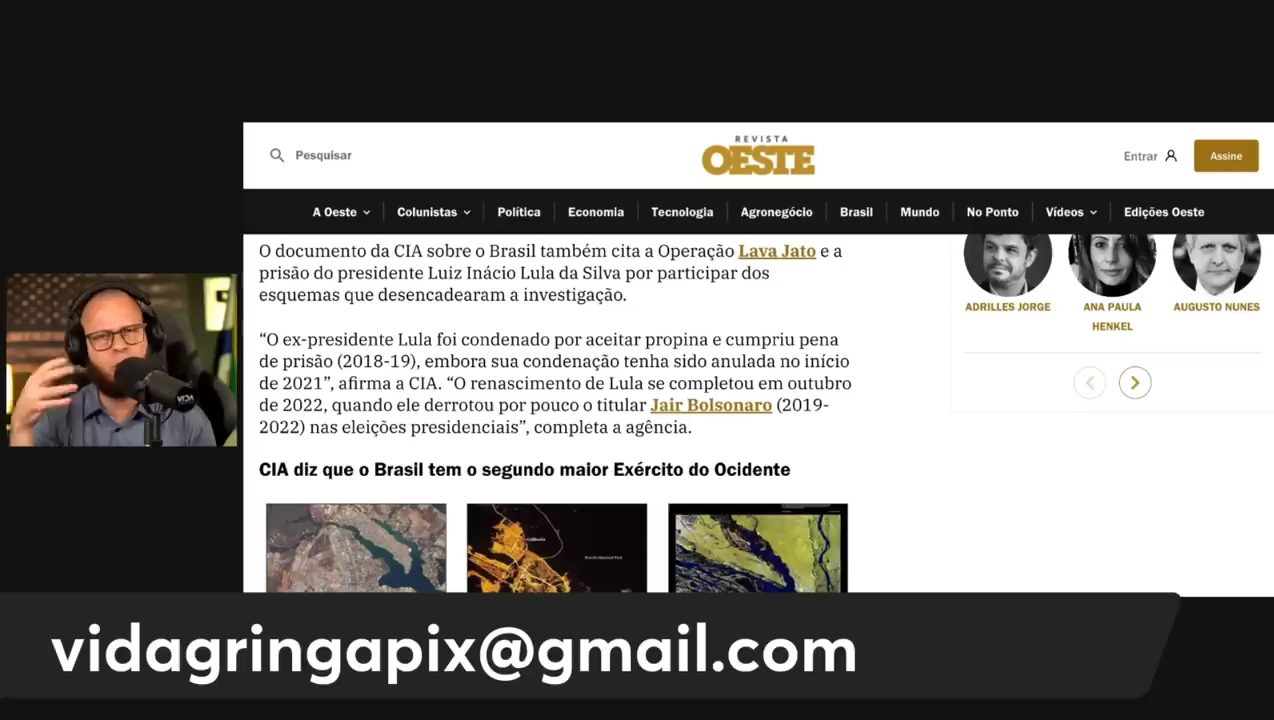 Pesquisar
REVISTA
OESTE
Entrar
Assine
A Oeste
Colunistas
Política
Economia
Tecnologia
Agronegócio
Brasil
Mundo
No Ponto
Vídeos
Edições Oeste
O documento da CIA sobre o Brasil também cita a Operação Lava Jato e a
prisão do presidente Luiz Inácio Lula da Silva por participar dos
esquemas que desencadearam a investigação.
“O ex-presidente Lula foi condenado por aceitar propina e cumpriu pena
de prisão (2018-19), embora sua condenação tenha sido anulada no início
de 2021”, afirma a CIA. “O renascimento de Lula se completou em outubro
de 2022, quando ele derrotou por pouco o titular Jair Bolsonaro (2019-
2022) nas eleições presidenciais”, completa a agência.
CIA diz que o Brasil tem o segundo maior Exército do Ocidente
ADRILLES JORGE
ANA PAULA
HENKEL
AUGUSTO NUNES
vidagringapix@gmail.com